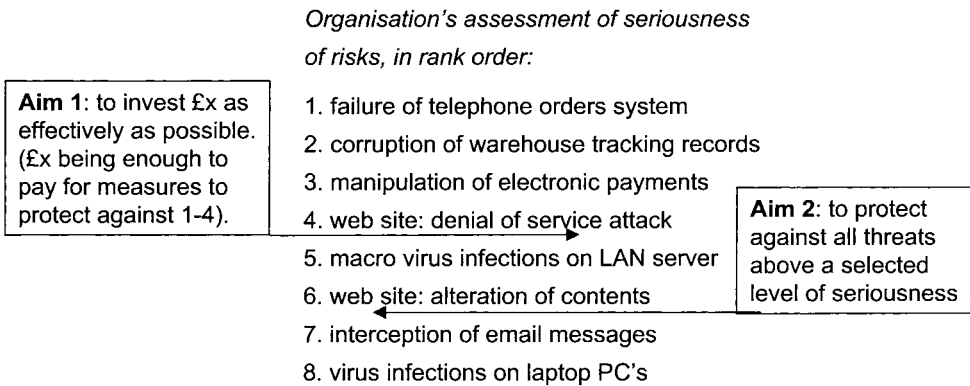 Organisation's assessment of seriousness
of risks, in rank order:
Aim 1: to invest £x as
effectively as possible.
(£x being enough to
pay for measures to
protect against 1-4).
1. failure of telephone orders system
2. corruption of warehouse tracking records
3. manipulation of electronic payments
4. web site: denial of service attack
5. macro virus infections on LAN server
6. web site: alteration of contents
7. interception of email messages
8. virus infections on laptop PC's
Aim 2: to protect
against all threats
above a selected
level of seriousness